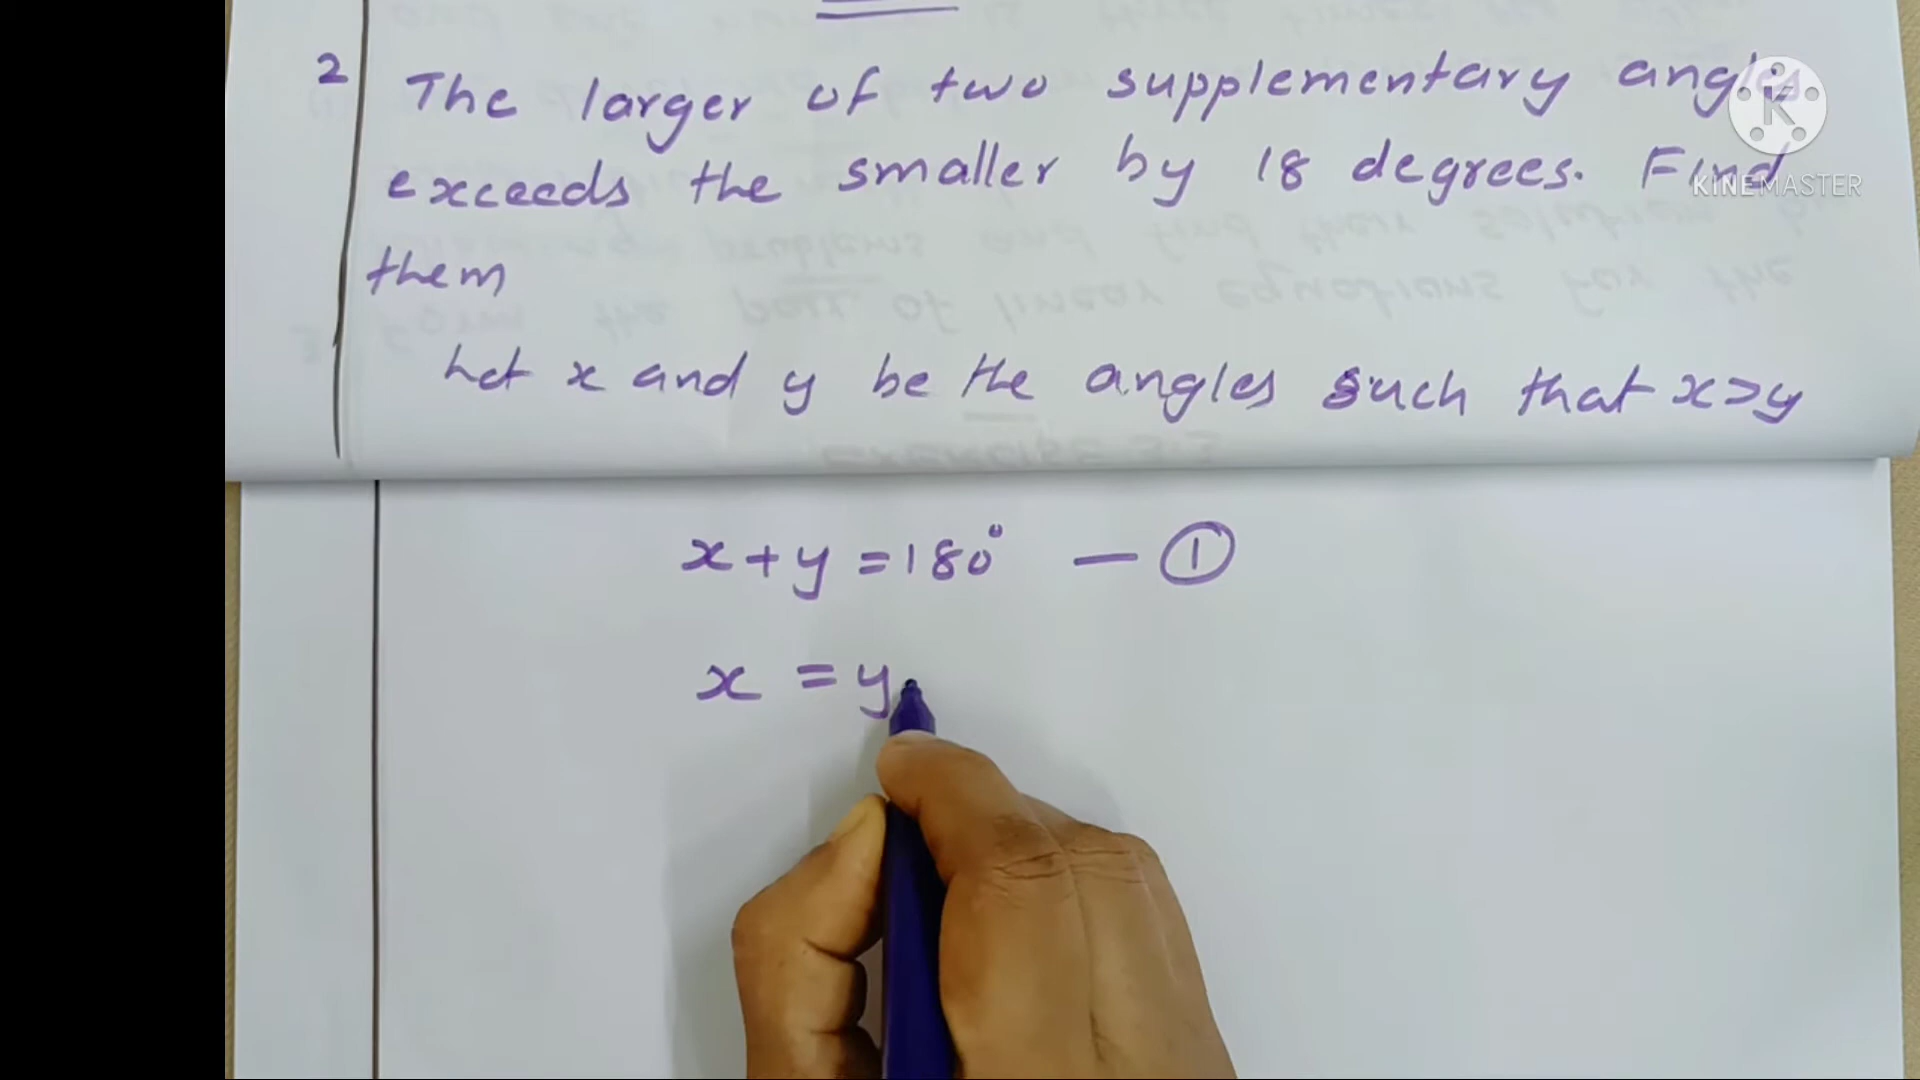 2 The larger of two supplementary angles
exceeds the smaller by 18 degrees. Find
them
Let x and y be the angles such that x>y
x+y=180° — ①
x = y
KINEMASTER